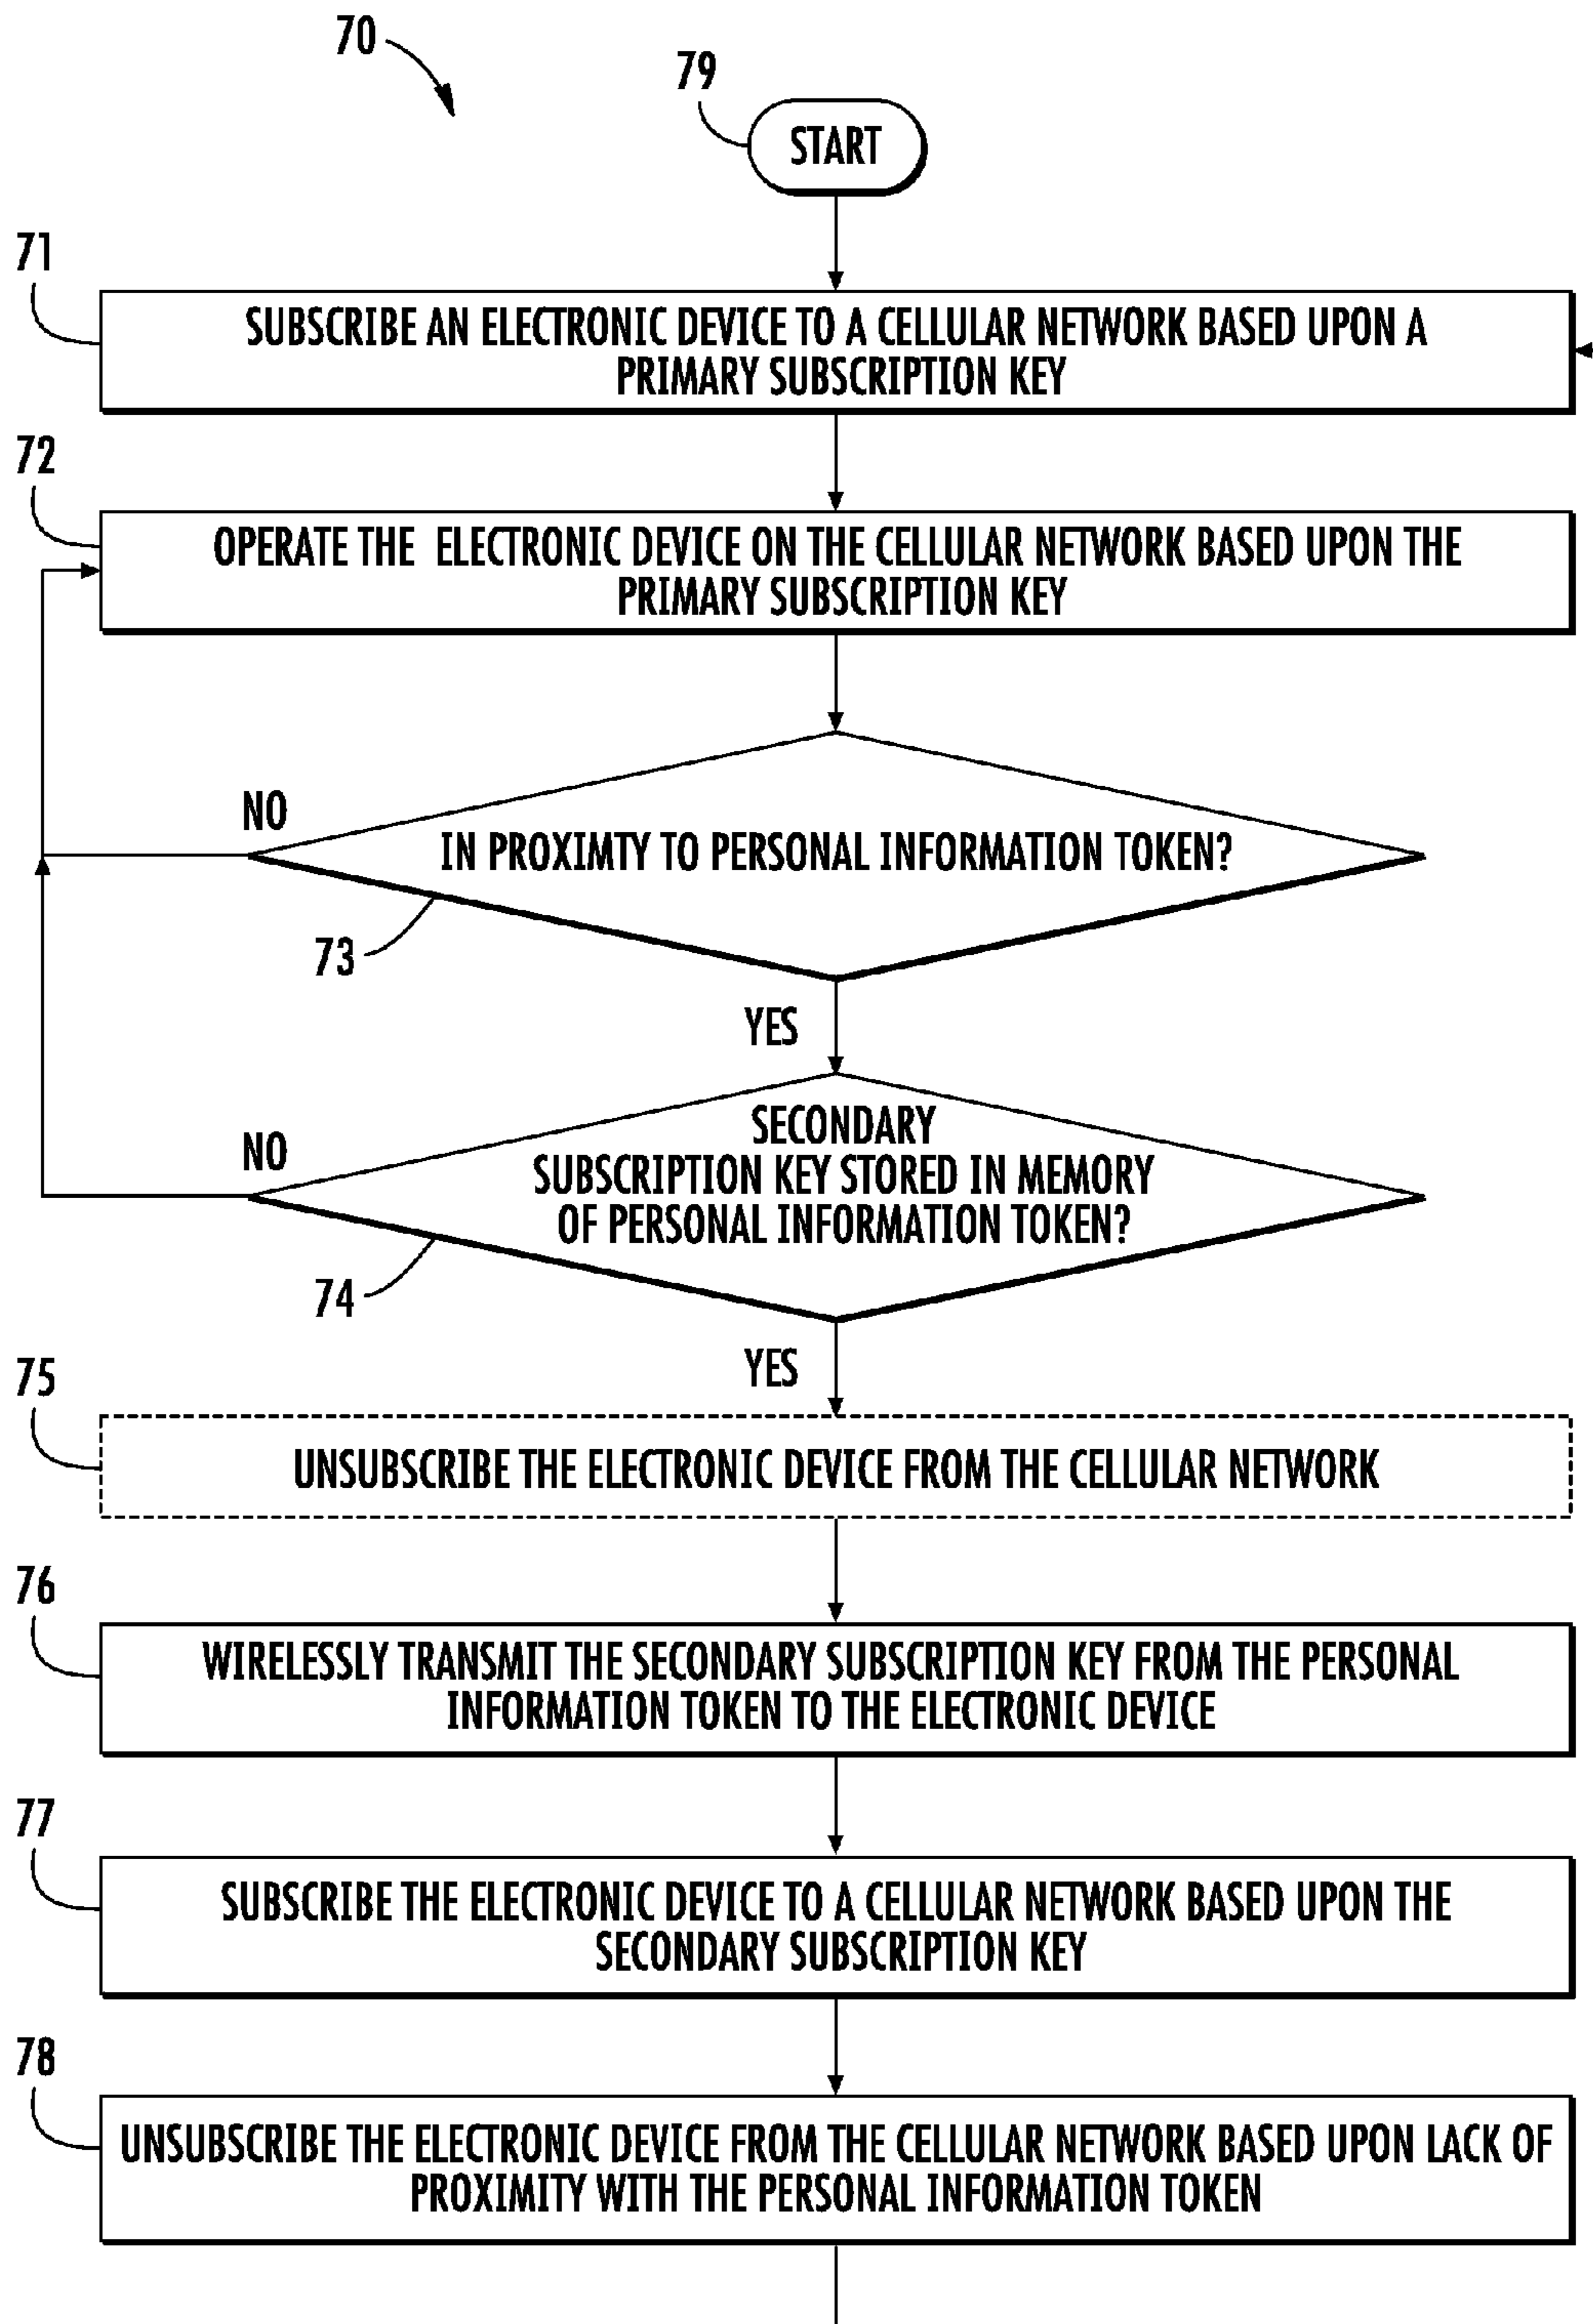 70
79
START
71
SUBSCRIBE AN ELECTRONIC DEVICE TO A CELLULAR NETWORK BASED UPON A
PRIMARY SUBSCRIPTION KEY
72
OPERATE THE ELECTRONIC DEVICE ON THE CELLULAR NETWORK BASED UPON THE
PRIMARY SUBSCRIPTION KEY
NO
IN PROXIMTY TO PERSONAL INFORMATION TOKEN?
73
YES
NO
SECONDARY
SUBSCRIPTION KEY STORED IN MEMORY
OF PERSONAL INFORMATION TOKEN?
74
YES
75
UNSUBSCRIBE THE ELECTRONIC DEVICE FROM THE CELLULAR NETWORK
76
WIRELESSLY TRANSMIT THE SECONDARY SUBSCRIPTION KEY FROM THE PERSONAL
INFORMATION TOKEN TO THE ELECTRONIC DEVICE
77
SUBSCRIBE THE ELECTRONIC DEVICE TO A CELLULAR NETWORK BASED UPON THE
SECONDARY SUBSCRIPTION KEY
78
UNSUBSCRIBE THE ELECTRONIC DEVICE FROM THE CELLULAR NETWORK BASED UPON LACK OF
PROXIMITY WITH THE PERSONAL INFORMATION TOKEN